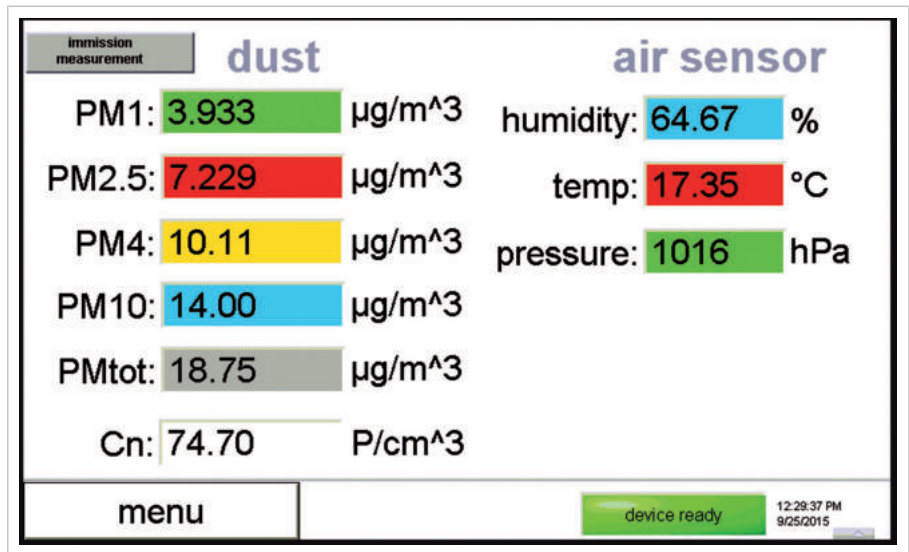 immission
measurement
dust
PM1: 3.933 µg/m^3
PM2.5: 7.229 µg/m^3
PM4: 10.11 µg/m^3
PM10: 14.00 µg/m^3
PMtot: 18.75 µg/m^3
Cn: 74.70 P/cm^3
air sensor
humidity: 64.67 %
temp: 17.35 °C
pressure: 1016 hPa
menu
device ready
12:29:37 PM
9/25/2015